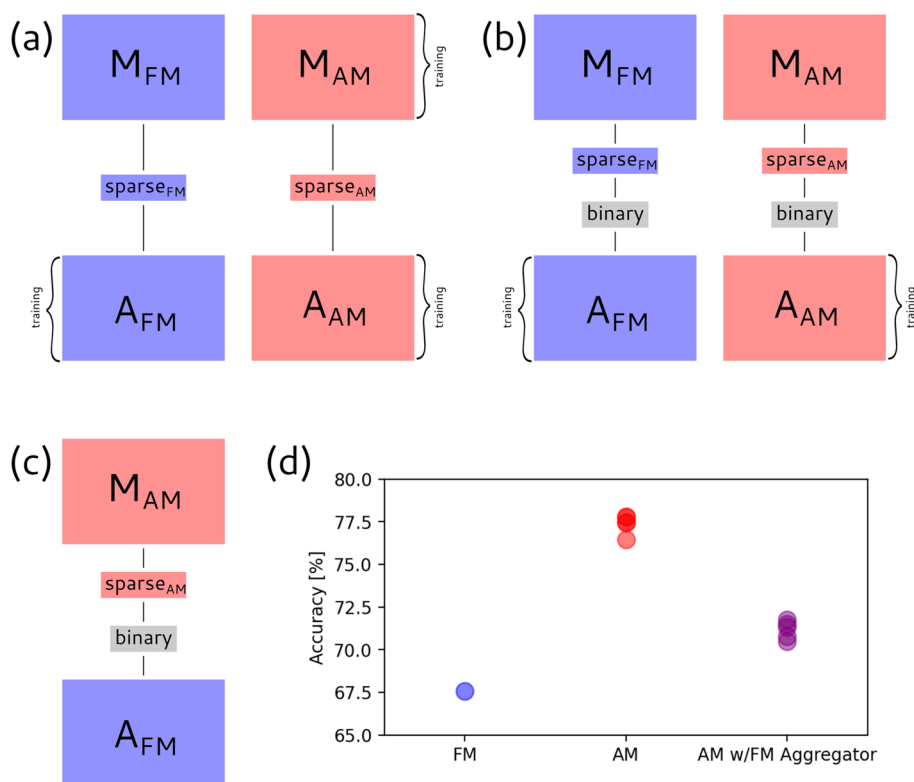 (a)
M_FM
M_AM
training
sparse_FM
sparse_AM
training
A_FM
A_AM
training
(b)
M_FM
M_AM
sparse_FM
sparse_AM
binary
binary
training
A_FM
A_AM
training
(c)
M_AM
sparse_AM
binary
A_FM
(d)
80.0
77.5
75.0
72.5
70.0
67.5
65.0
Accuracy [%]
FM
AM
AM w/FM Aggregator